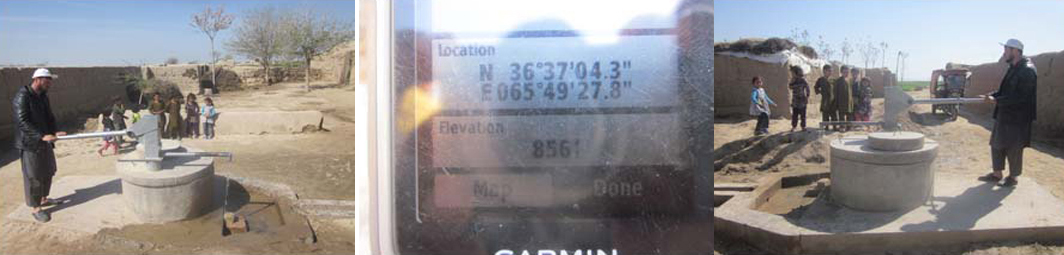 Location
N 36°37'04.3"
E 065°49'27.8"
Elevation
856
Map Done
GARMIN